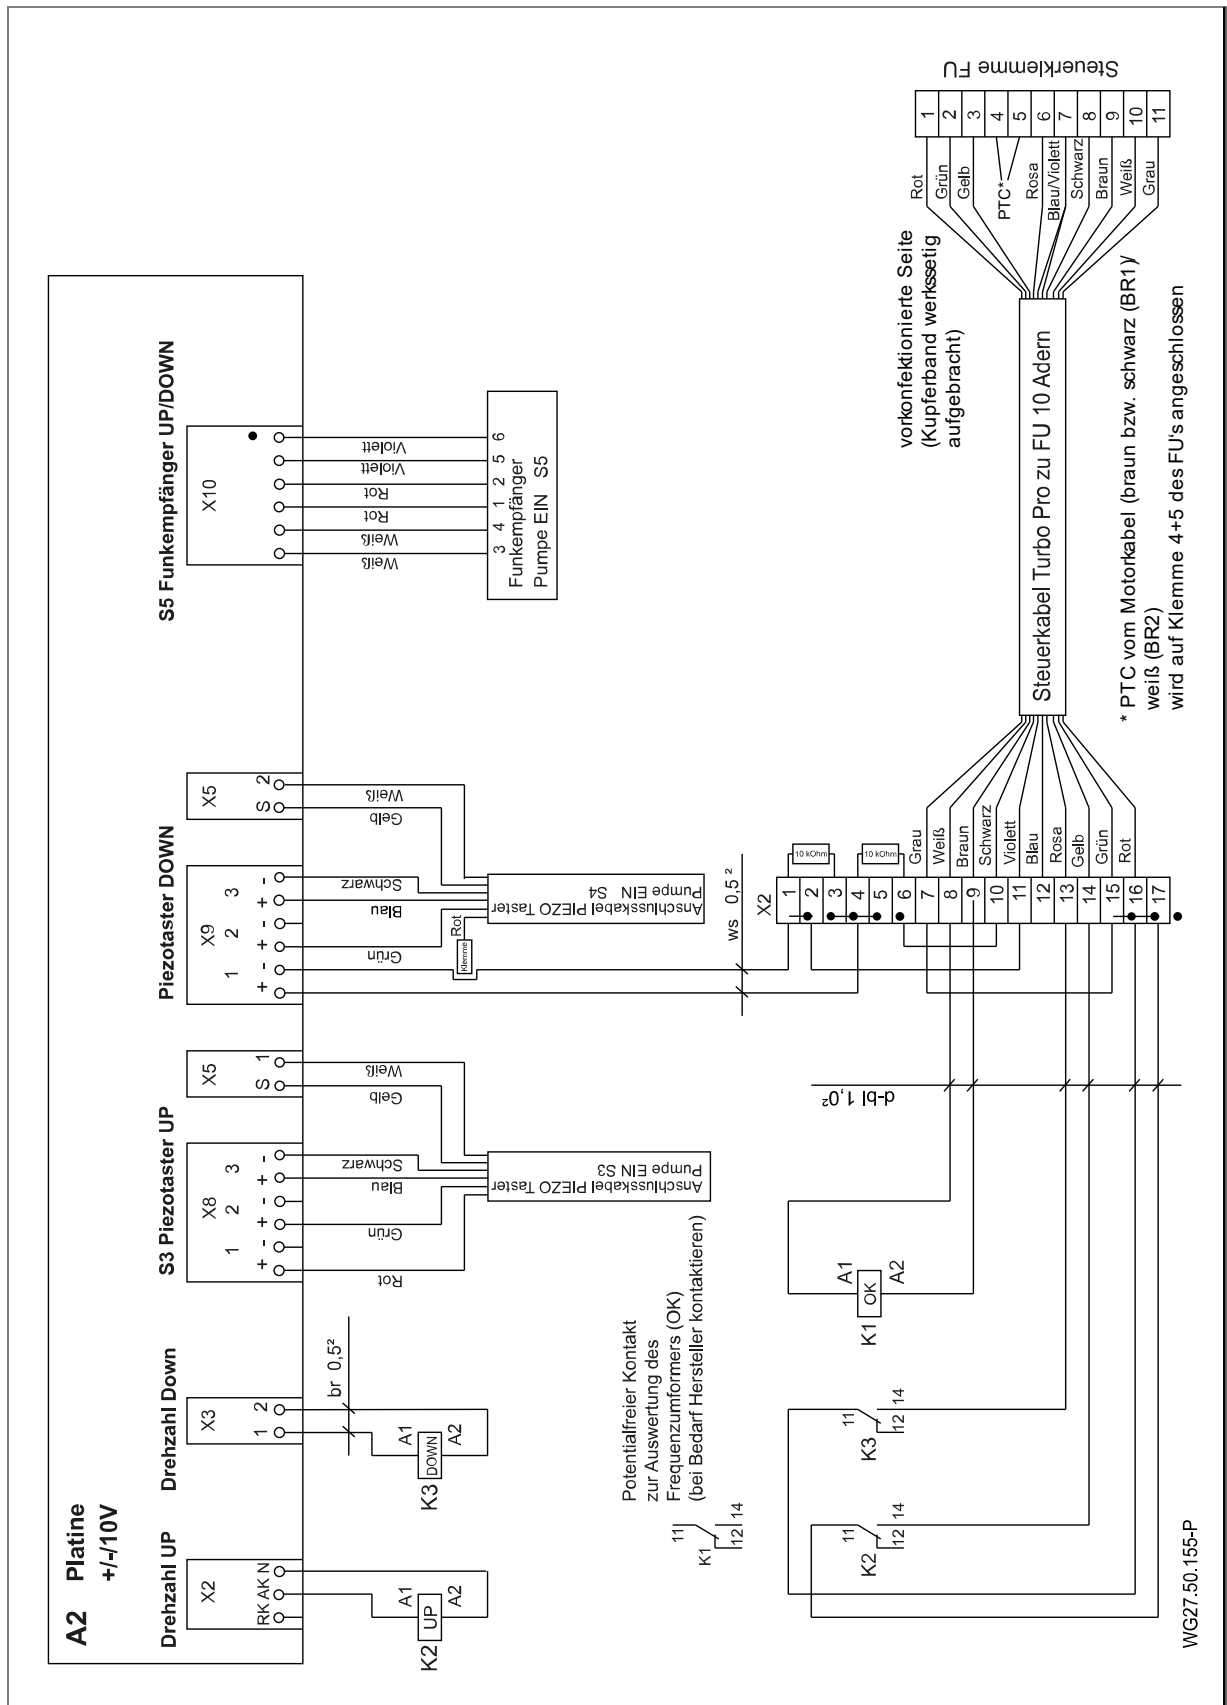 A2 Platine
+/-/10V
Drehzahl UP
X2
RK AK N
A1
K2 UP
A2
Drehzahl Down
X3
1 2
br 0,5²
A1
K3 DOWN
A2
S3 Piezotaster UP
X8
1 2 3
+ - + - + -
Rot
Grün
Blau
Schwarz
X5
S 1
Gelb
Weiß
Anschlusskabel PIEZO Taster
Pumpe EIN S3
Piezotaster DOWN
X9
1 2 3
+ - + - + -
Grün
Blau
Schwarz
Klemme
Rot
X5
S 2
Gelb
Weiß
Anschlusskabel PIEZO Taster
Pumpe EIN S4
S5 Funkempfänger UP/DOWN
X10
Weiß
Weiß
Rot
Rot
Violett
Violett
3 4 1 2 5 6
Funkempfänger
Pumpe EIN S5
Potentialfreier Kontakt
zur Auswertung des
Frequenzumformers (OK)
(bei Bedarf Hersteller kontaktieren)
11
K1
12 14
ws 0,5 ²
X2
1
2
3
4
5
6
7
8
9
10
11
12
13
14
15
16
17
10 kOhm
10 kOhm
Grau
Weiß
Braun
Schwarz
Violett
Blau
Rosa
Gelb
Grün
Rot
d-bl 1,0²
A1
K1 OK
A2
11
K3
12 14
11
K2
12 14
Steuerkabel Turbo Pro zu FU 10 Adern
vorkonfektionierte Seite
(Kupferband werkssetig
aufgebracht)
Rot
Grün
Gelb
PTC*
Rosa
Blau/Violett
Schwarz
Braun
Weiß
Grau
1
2
3
4
5
6
7
8
9
10
11
Steuerklemme FU
* PTC vom Motorkabel (braun bzw. schwarz (BR1)/
weiß (BR2)
wird auf Klemme 4+5 des FU's angeschlossen
WG27.50.155-P